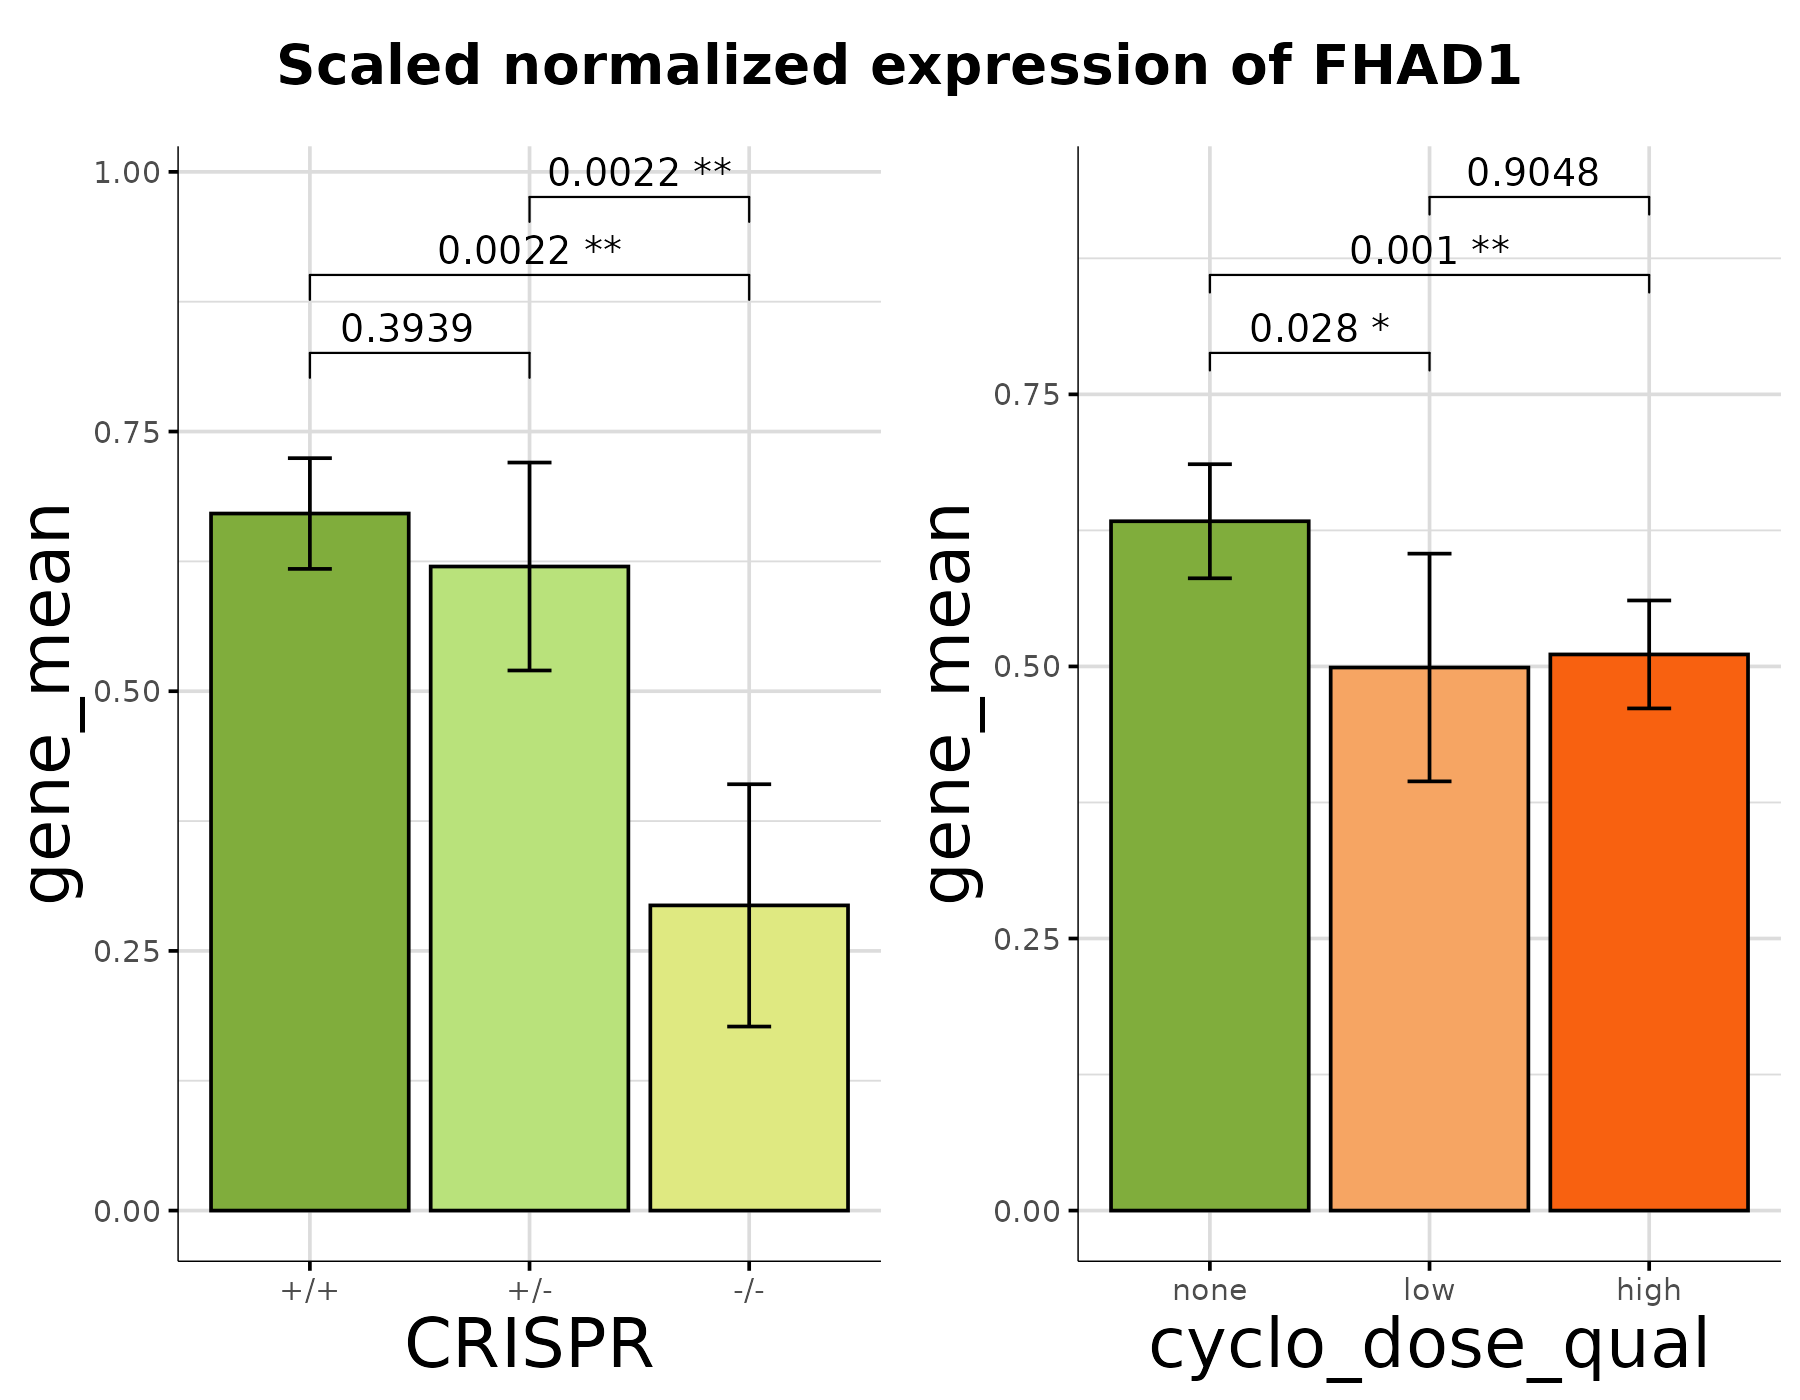 Scaled normalized expression of FHAD1
gene_mean
1.00
0.75
0.50
0.25
0.00
0.0022 **
0.0022 **
0.3939
+/+
+/-
-/-
CRISPR
gene_mean
0.75
0.50
0.25
0.00
0.9048
0.001 **
0.028 *
none
low
high
cyclo_dose_qual